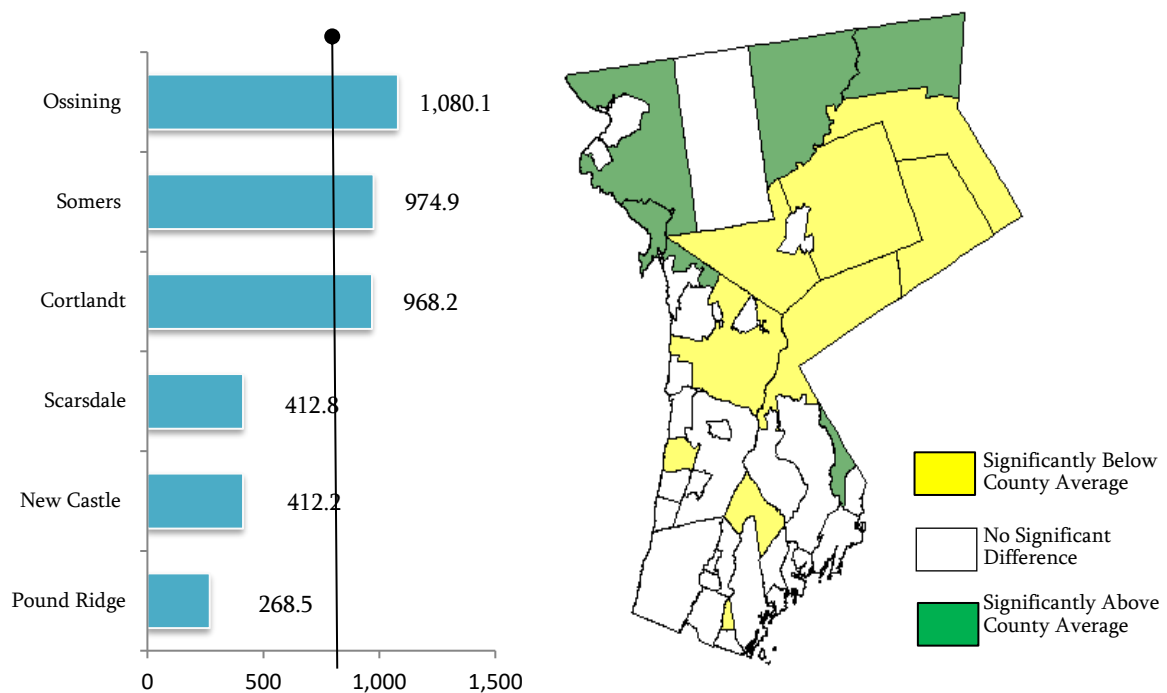 Ossining 1,080.1
Somers 974.9
Cortlandt 968.2
Scarsdale 412.8
New Castle 412.2
Pound Ridge 268.5
0 500 1,000 1,500
Significantly Below
County Average
No Significant
Difference
Significantly Above
County Average